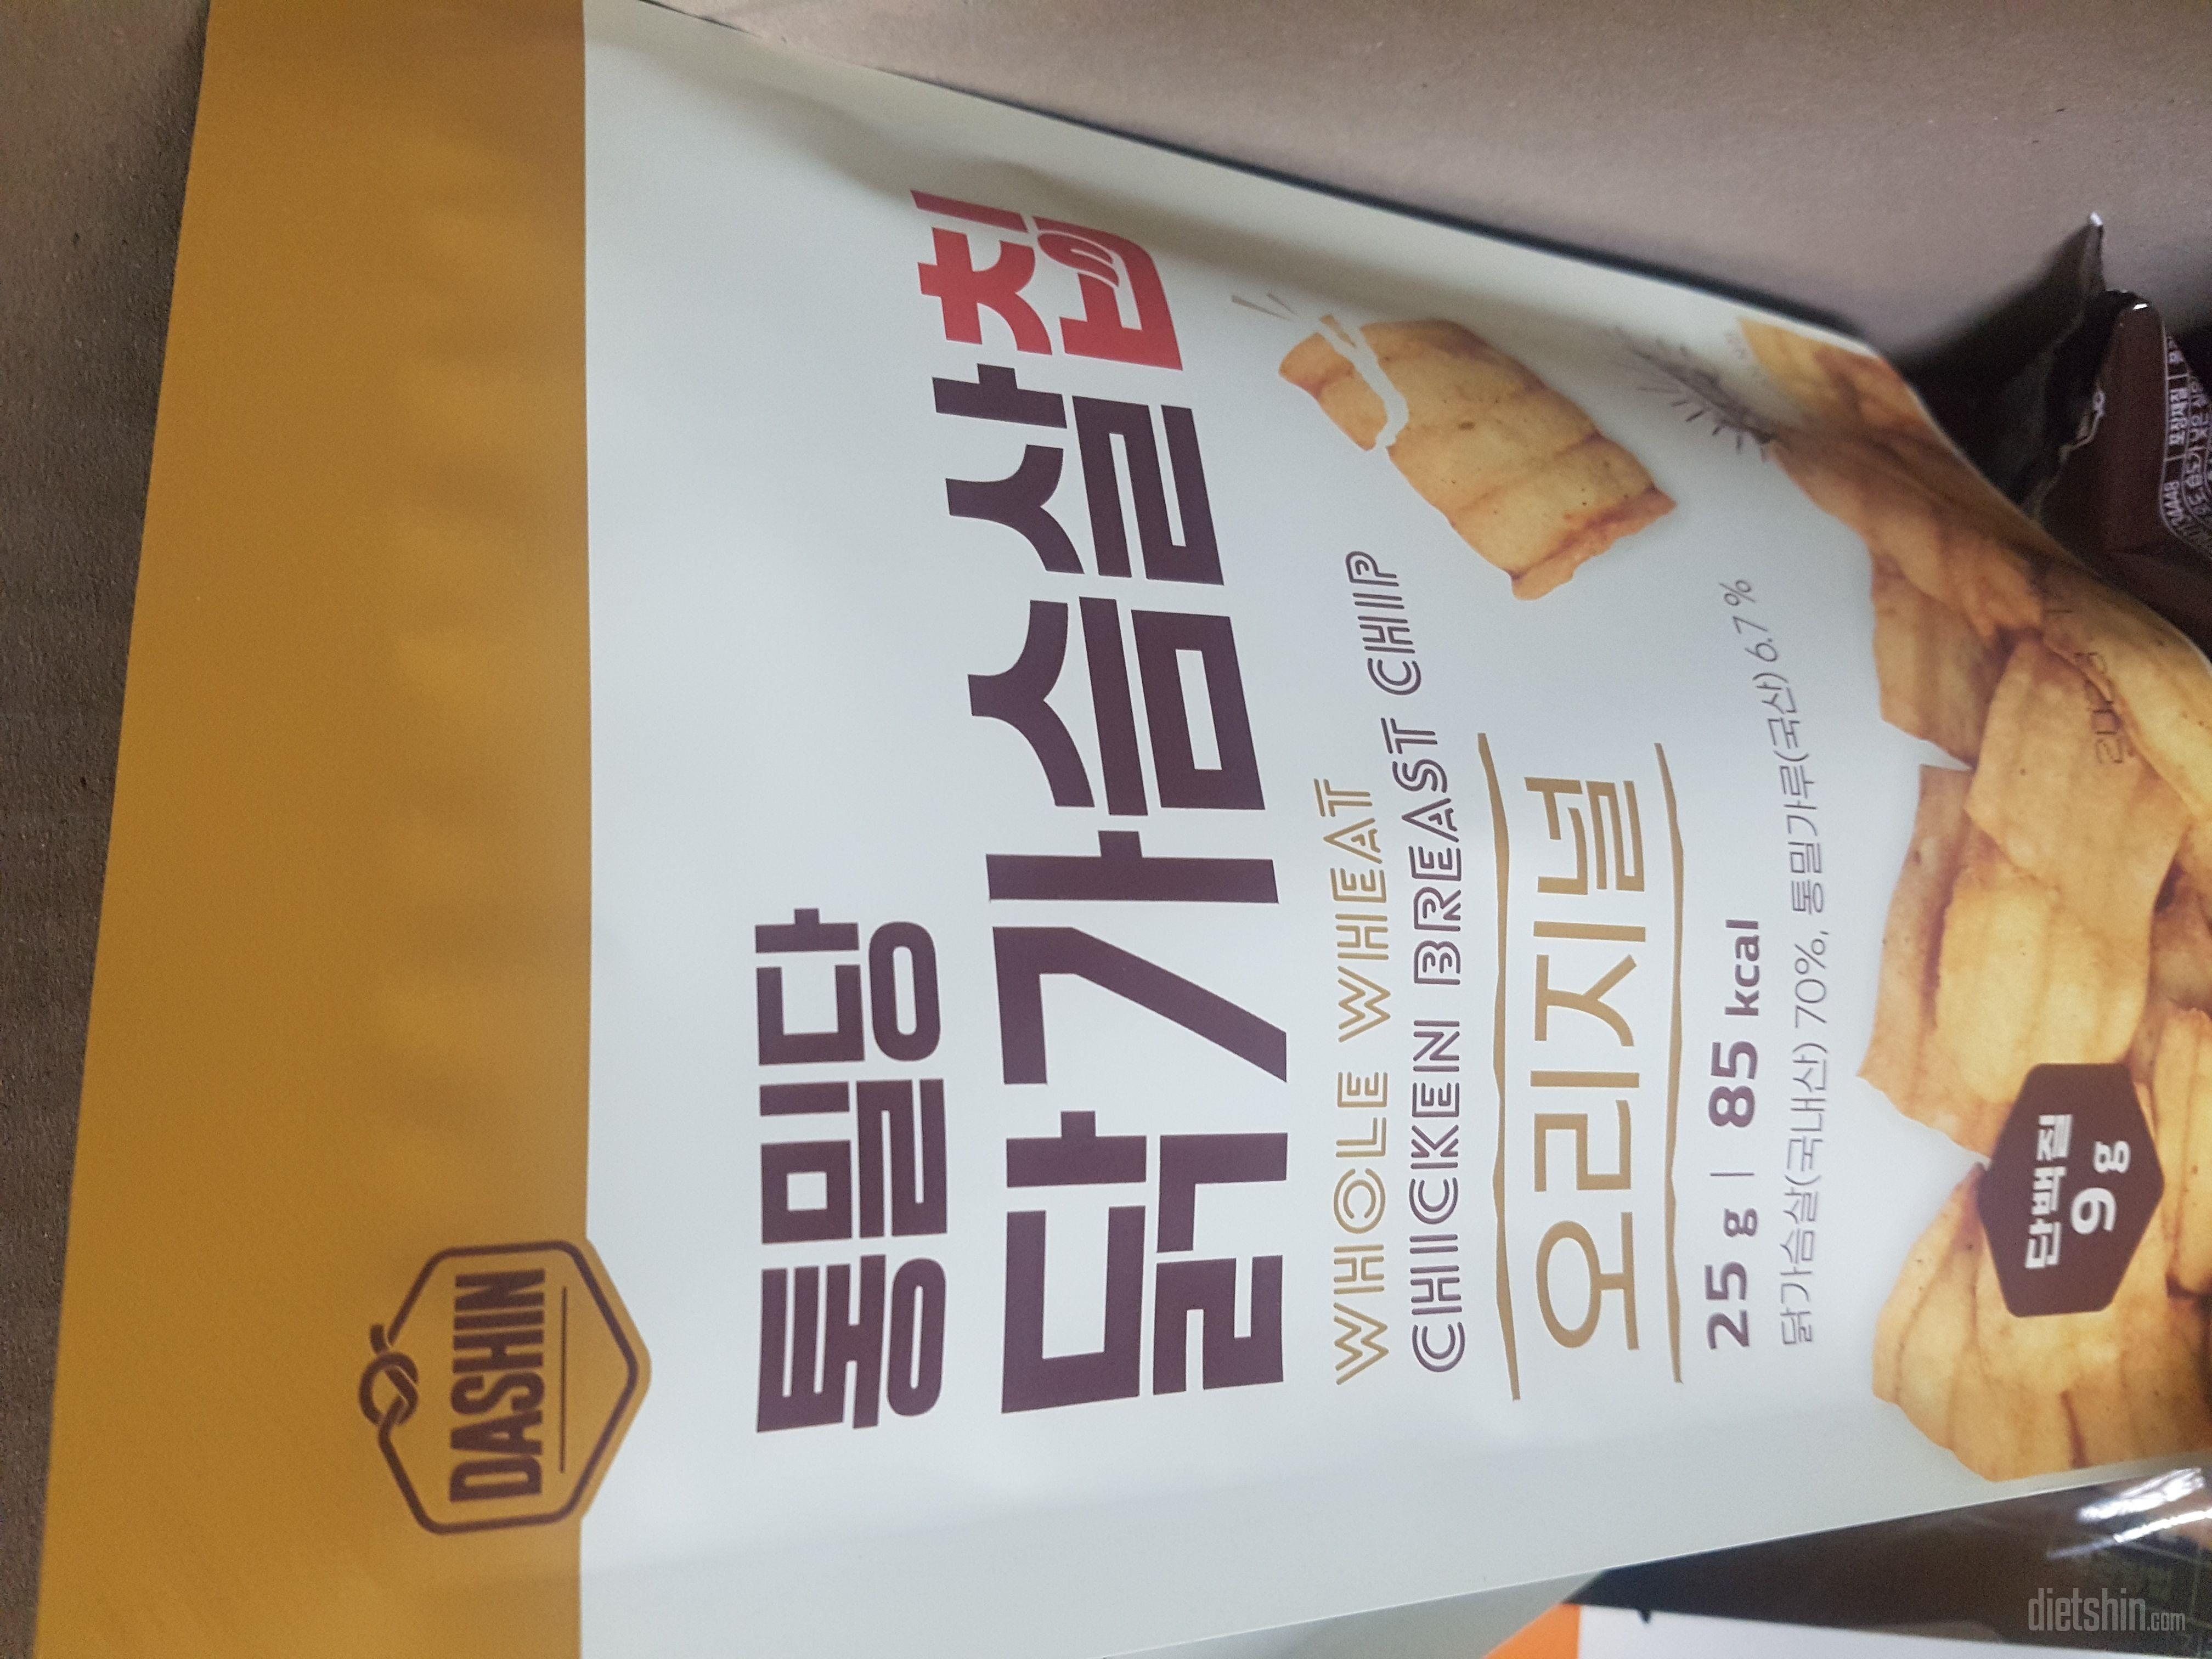 DASHIN
통밀당
닭가슴살칩
WHOLE WHEAT
CHICKEN BREAST CHIP
오리지널
25 g | 85 kcal
닭가슴살(국내산) 70%, 통밀가루(국산) 6.7 %
단백질
9 g
dietshin.com